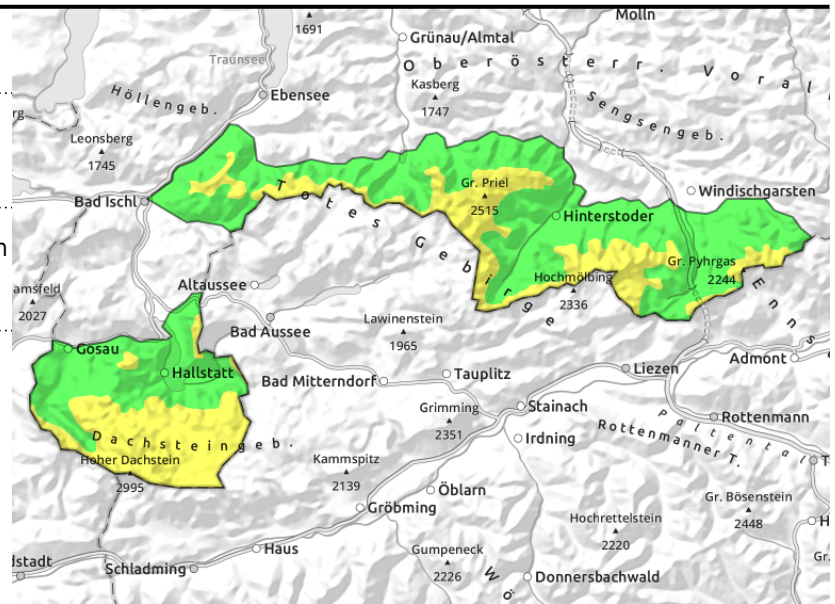 Molln
1691
Grünau/Almtal
Traunsee
Oberösterr. Voral
Kasberg
1747
Ebensee
Höllengeb.
Sengsengeb.
rg
Leonsberg
1745
Gr. Priel
2515
Windischgarsten
Bad Ischl
Totes Gebirge
Hinterstoder
n
Gr. Pyhrgas
2244
Hochmölbing
2336
Altaussee
amsfeld
2027
Enns
Lawinenstein
1965
Bad Aussee
Gosau
Admont
Hallstatt
Liezen
Tauplitz
Bad Mitterndorf
Stainach
Grimming
2351
Rottenmann
Paltental
Rottenmanner T.
Irdning
Dachsteingeb.
Hoher Dachstein
2995
Kammspitz
2139
T
Öblarn
Gr. Bösenstein
2448
Gröbming
Hochrettelstein
2220
H
Haus
Gumpeneck
2226
Gr.
dstadt
Schladming
Wö
Donnersbachwald